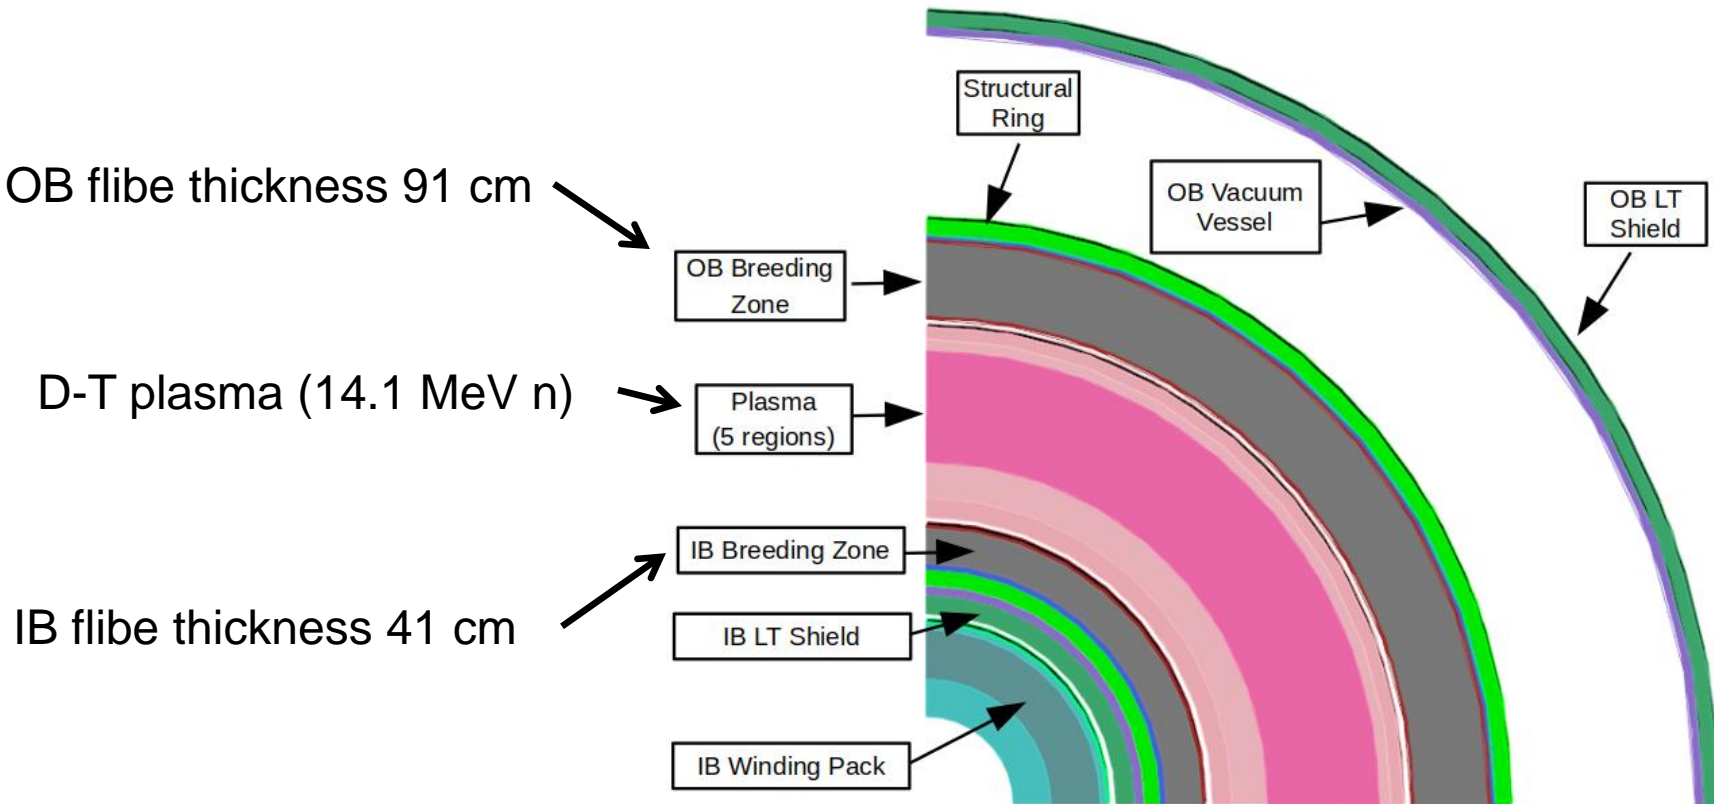 Structural
Ring
OB flibe thickness 91 cm
OB Vacuum
Vessel
OB LT
Shield
OB Breeding
Zone
D-T plasma (14.1 MeV n)
Plasma
(5 regions)
IB Breeding Zone
IB flibe thickness 41 cm
IB LT Shield
IB Winding Pack